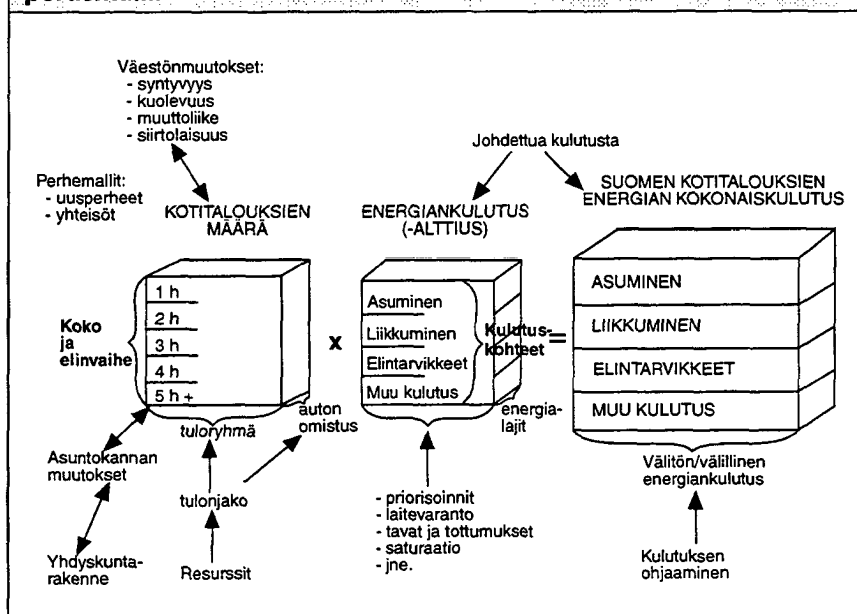 Väestönmuutokset:
- syntyvyys
- kuolevuus
- muuttoliike
- siirtolaisuus
Johdettua kulutusta
Perhemallit:
- uusperheet
- yhteisöt
KOTITALOUKSIEN
MÄÄRÄ
ENERGIANKULUTUS
(-ALTTIUS)
SUOMEN KOTITALOUKSIEN
ENERGIAN KOKONAISKULUTUS
Koko
ja
elinvaihe
1 h
2 h
3 h
4 h
5 h +
x
Asuminen
Liikkuminen
Elintarvikkeet
Muu kulutus
Kulutus-
kohteet
=
ASUMINEN
LIIKKUMINEN
ELINTARVIKKEET
MUU KULUTUS
tuloryhmä
auton
omistus
energia-
lajit
Välitön/välillinen
energiankulutus
Asuntokannan
muutokset
tulonjako
- priorisoinnit
- laitevaranto
- tavat ja tottumukset
- saturaatio
- jne.
Yhdyskunta-
rakenne
Resurssit
Kulutuksen
ohjaaminen